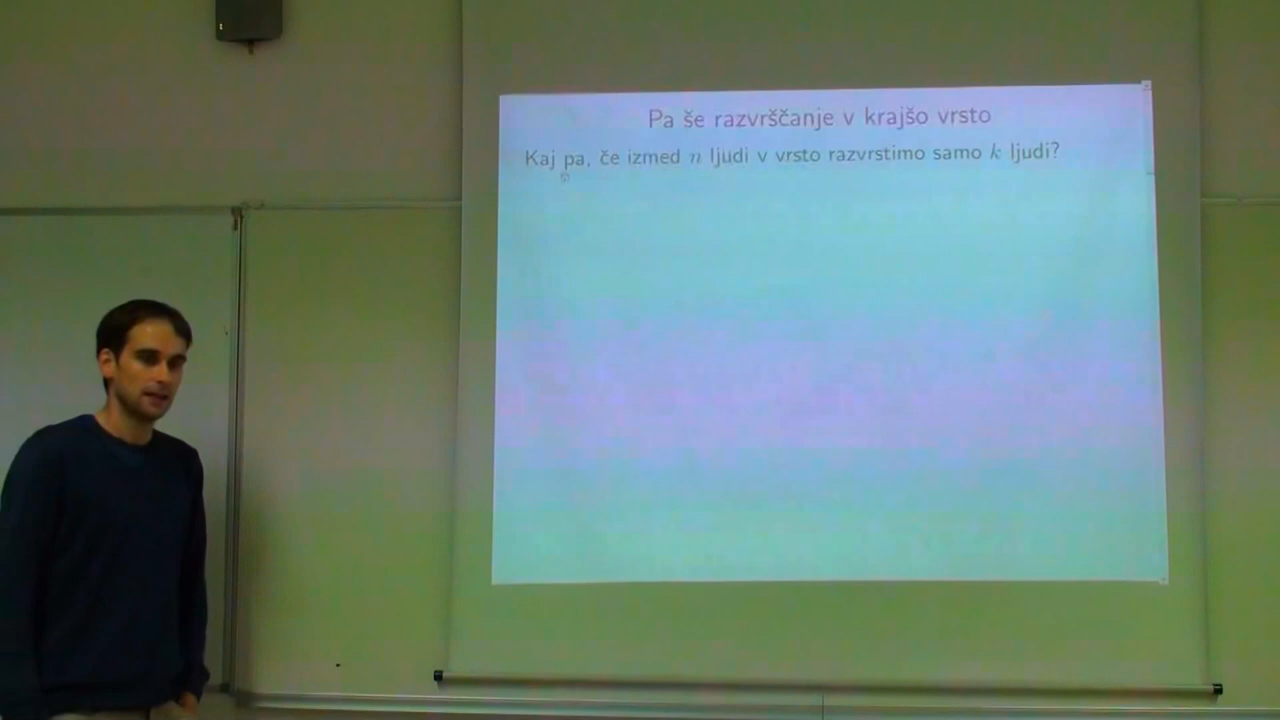 Pa še razvrščanje v krajšo vrsto
Kaj pa, če izmed n ljudi v vrsto razvrstimo samo k ljudi?